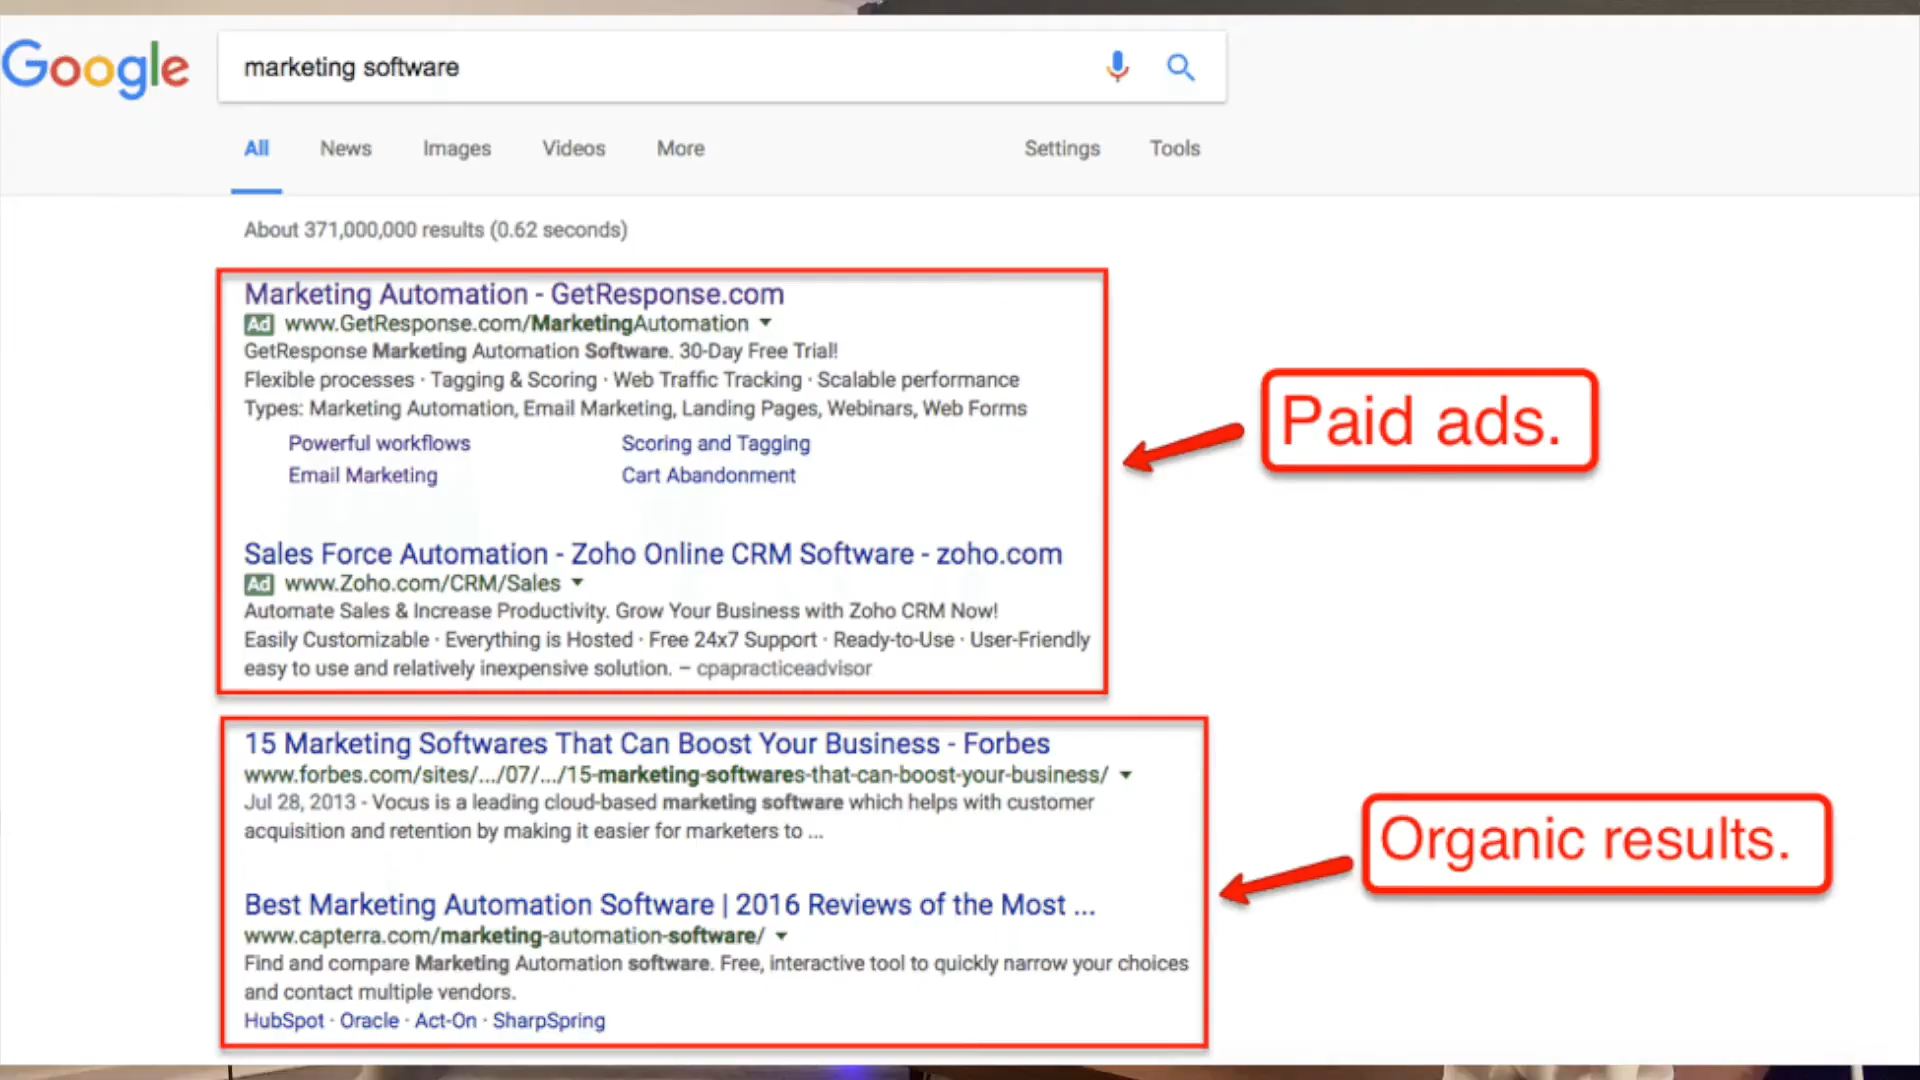 Google
marketing software
All News Images Videos More Settings Tools
About 371,000,000 results (0.62 seconds)
Marketing Automation - GetResponse.com
Ad www.GetResponse.com/MarketingAutomation
GetResponse Marketing Automation Software. 30-Day Free Trial!
Flexible processes · Tagging & Scoring · Web Traffic Tracking · Scalable performance
Types: Marketing Automation, Email Marketing, Landing Pages, Webinars, Web Forms
Powerful workflows Scoring and Tagging
Email Marketing Cart Abandonment
Paid ads.
Sales Force Automation - Zoho Online CRM Software - zoho.com
Ad www.Zoho.com/CRM/Sales
Automate Sales & Increase Productivity. Grow Your Business with Zoho CRM Now!
Easily Customizable · Everything is Hosted · Free 24x7 Support · Ready-to-Use · User-Friendly
easy to use and relatively inexpensive solution. – cpapracticeadvisor
15 Marketing Softwares That Can Boost Your Business - Forbes
www.forbes.com/sites/.../07/.../15-marketing-softwares-that-can-boost-your-business/
Jul 28, 2013 - Vocus is a leading cloud-based marketing software which helps with customer
acquisition and retention by making it easier for marketers to ...
Organic results.
Best Marketing Automation Software | 2016 Reviews of the Most ...
www.capterra.com/marketing-automation-software/
Find and compare Marketing Automation software. Free, interactive tool to quickly narrow your choices
and contact multiple vendors.
HubSpot · Oracle · Act-On · SharpSpring